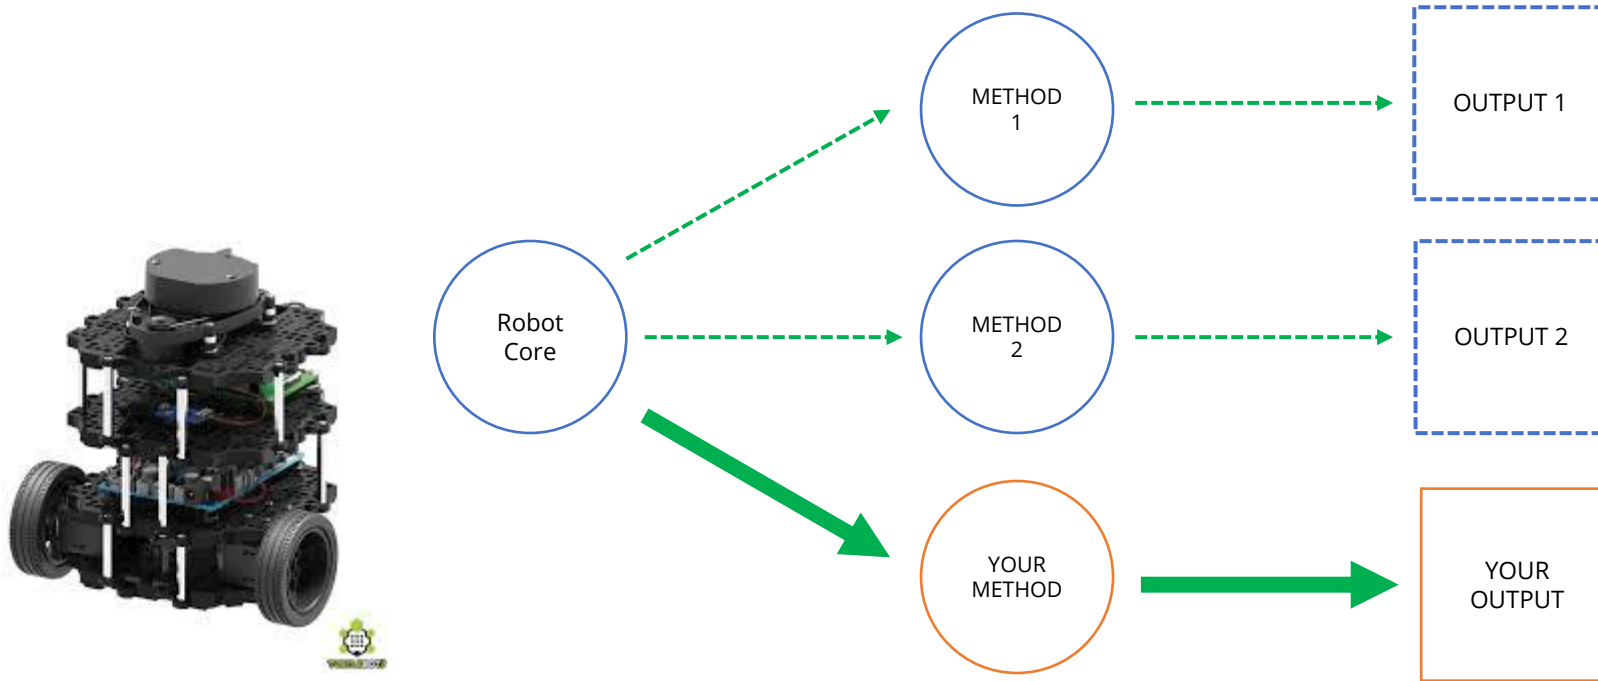 METHOD
1
OUTPUT 1
Robot
Core
METHOD
2
OUTPUT 2
YOUR
METHOD
YOUR
OUTPUT